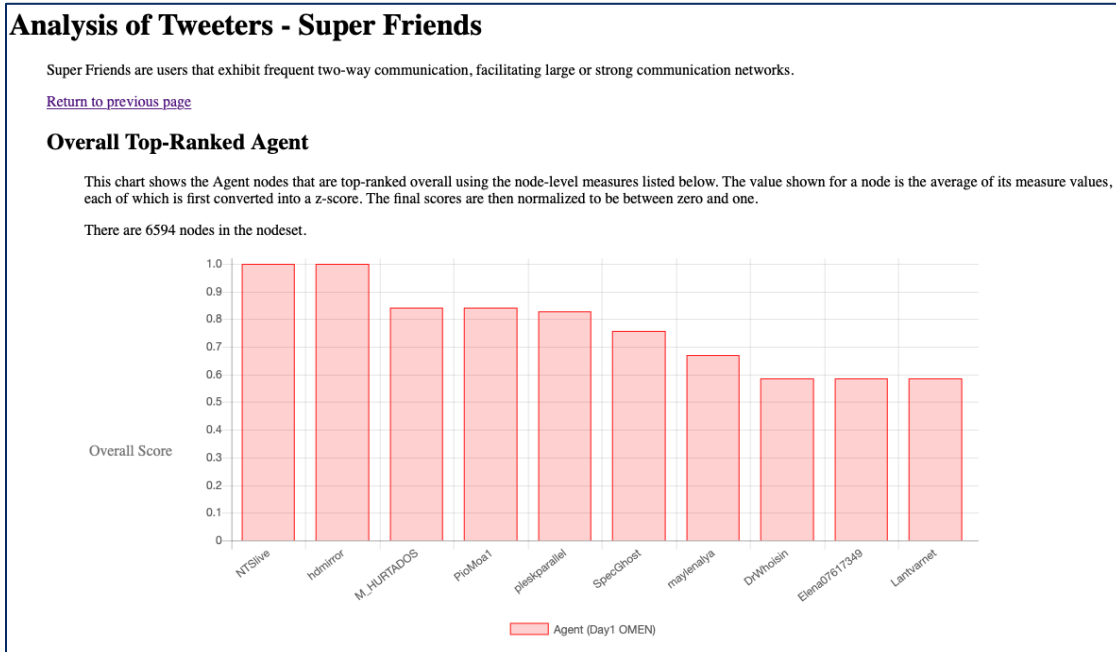 Analysis of Tweeters - Super Friends
Super Friends are users that exhibit frequent two-way communication, facilitating large or strong communication networks.
Return to previous page
Overall Top-Ranked Agent
This chart shows the Agent nodes that are top-ranked overall using the node-level measures listed below. The value shown for a node is the average of its measure values,
each of which is first converted into a z-score. The final scores are then normalized to be between zero and one.
There are 6594 nodes in the nodeset.
1.0
0.9
0.8
0.7
0.6
0.5
0.4
Overall Score
0.3
0.2
0.1
0
NTSlive
hdmirror
M_HURTADOS
PioMoa1
pleskparallel
SpecGhost
maylenalya
DrWhoisin
Elena07617349
Lantvarnet
Agent (Day1 OMEN)